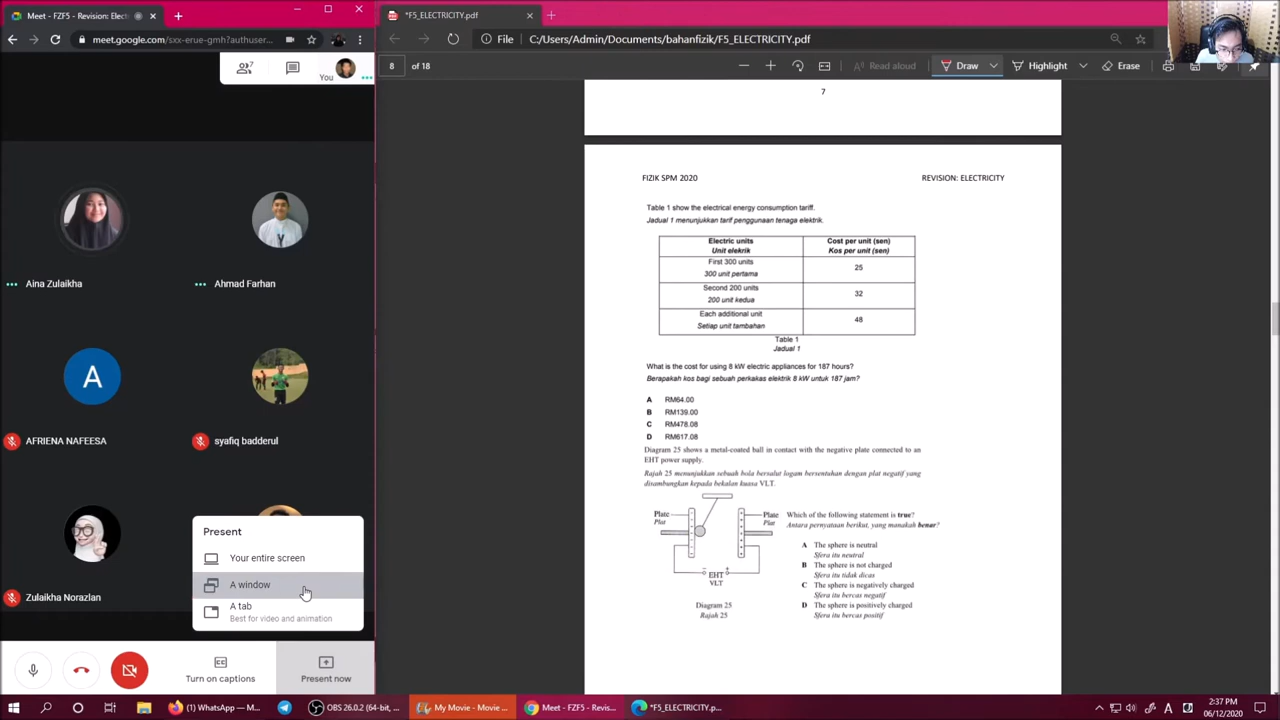 Meet - FZF5 - Revision: Elect
*F5_ELECTRICITY.pdf
meet.google.com/sxx-erue-gmh?authuser...
File
C:/Users/Admin/Documents/bahanfizik/F5_ELECTRICITY.pdf
7
You
8
of 18
Read aloud
Draw
Highlight
Erase
7
FIZIK SPM 2020
REVISION: ELECTRICITY
Table 1 show the electrical energy consumption tariff.
Jadual 1 menunjukkan tarif penggunaan tenaga elektrik.
Electric units
Unit elekrik
Cost per unit (sen)
Kos per unit (sen)
First 300 units
300 unit pertama
25
Second 200 units
200 unit kedua
32
Each additional unit
Setiap unit tambahan
48
Table 1
Jadual 1
What is the cost for using 8 kW electric appliances for 187 hours?
Berapakah kos bagi sebuah perkakas elektrik 8 kW untuk 187 jam?
A RM64.00
B RM139.00
C RM478.08
D RM617.08
Diagram 25 shows a metal-coated ball in contact with the negative plate connected to an
EHT power supply.
Rajah 25 menunjukkan sebuah bola bersalut logam bersentuhan dengan plat negatif yang
disambungkan kepada bekalan kuasa VLT.
Plate
Plat
Plate
Plat
EHT
VLT
Diagram 25
Rajah 25
Which of the following statement is true?
Antara pernyataan berikut, yang manakah benar?
A The sphere is neutral
Sfera itu neutral
B The sphere is not charged
Sfera itu tidak dicas
C The sphere is negatively charged
Sfera itu bercas negatif
D The sphere is positively charged
Sfera itu bercas positif
Aina Zulaikha
Ahmad Farhan
A
AFRIENA NAFEESA
syafiq badderul
Zulaikha Norazlan
Present
Your entire screen
A window
A tab
Best for video and animation
CC
Turn on captions
Present now
(1) WhatsApp — M...
OBS 26.0.2 (64-bit, ...
My Movie - Movie ...
Meet - FZF5 - Revis...
*F5_ELECTRICITY.p...
2:37 PM
06/12/2020